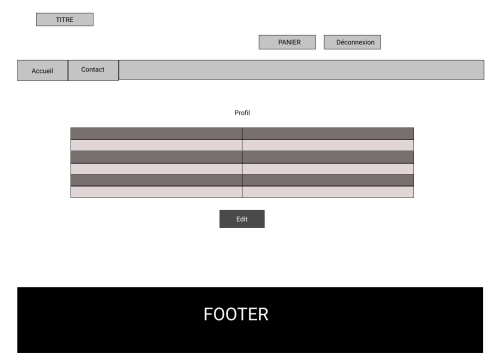 TITRE
PANIER
Déconnexion
Accueil
Contact
Profil
Edit
FOOTER